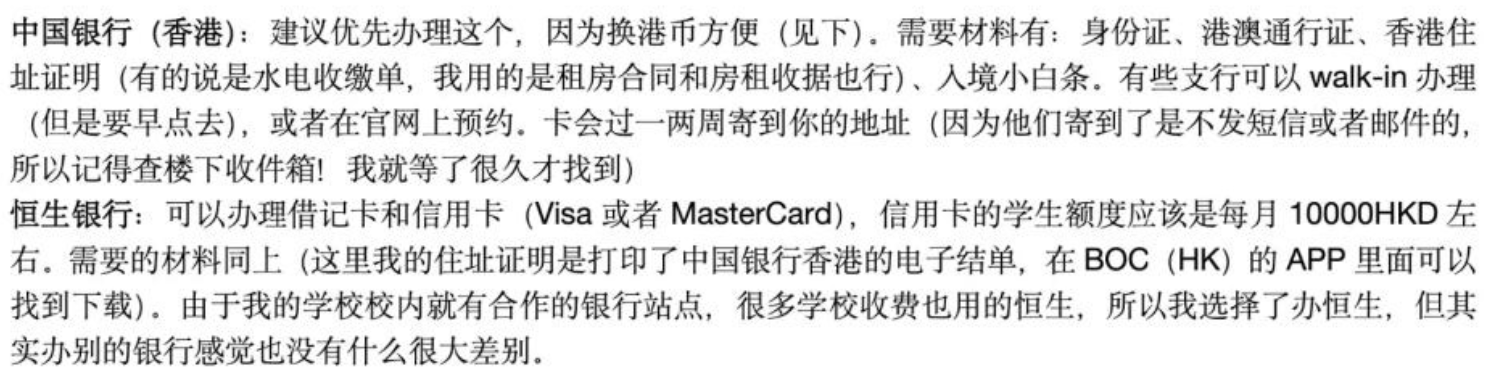 中国银行（香港）：建议优先办理这个，因为换港币方便（见下）。需要材料有：身份证、港澳通行证、香港住
址证明（有的说是水电收缴单，我用的是租房合同和房租收据也行）、入境小白条。有些支行可以 walk-in 办理
（但是要早点去），或者在官网上预约。卡会过一两周寄到你的地址（因为他们寄到了是不发短信或者邮件的，
所以记得查楼下收件箱！我就等了很久才找到）
恒生银行：可以办理借记卡和信用卡（Visa 或者 MasterCard），信用卡的学生额度应该是每月 10000HKD 左
右。需要的材料同上（这里我的住址证明是打印了中国银行香港的电子结单，在 BOC（HK）的 APP 里面可以
找到下载）。由于我的学校校内就有合作的银行站点，很多学校收费也用的恒生，所以我选择了办恒生，但其
实办别的银行感觉也没有什么很大差别。